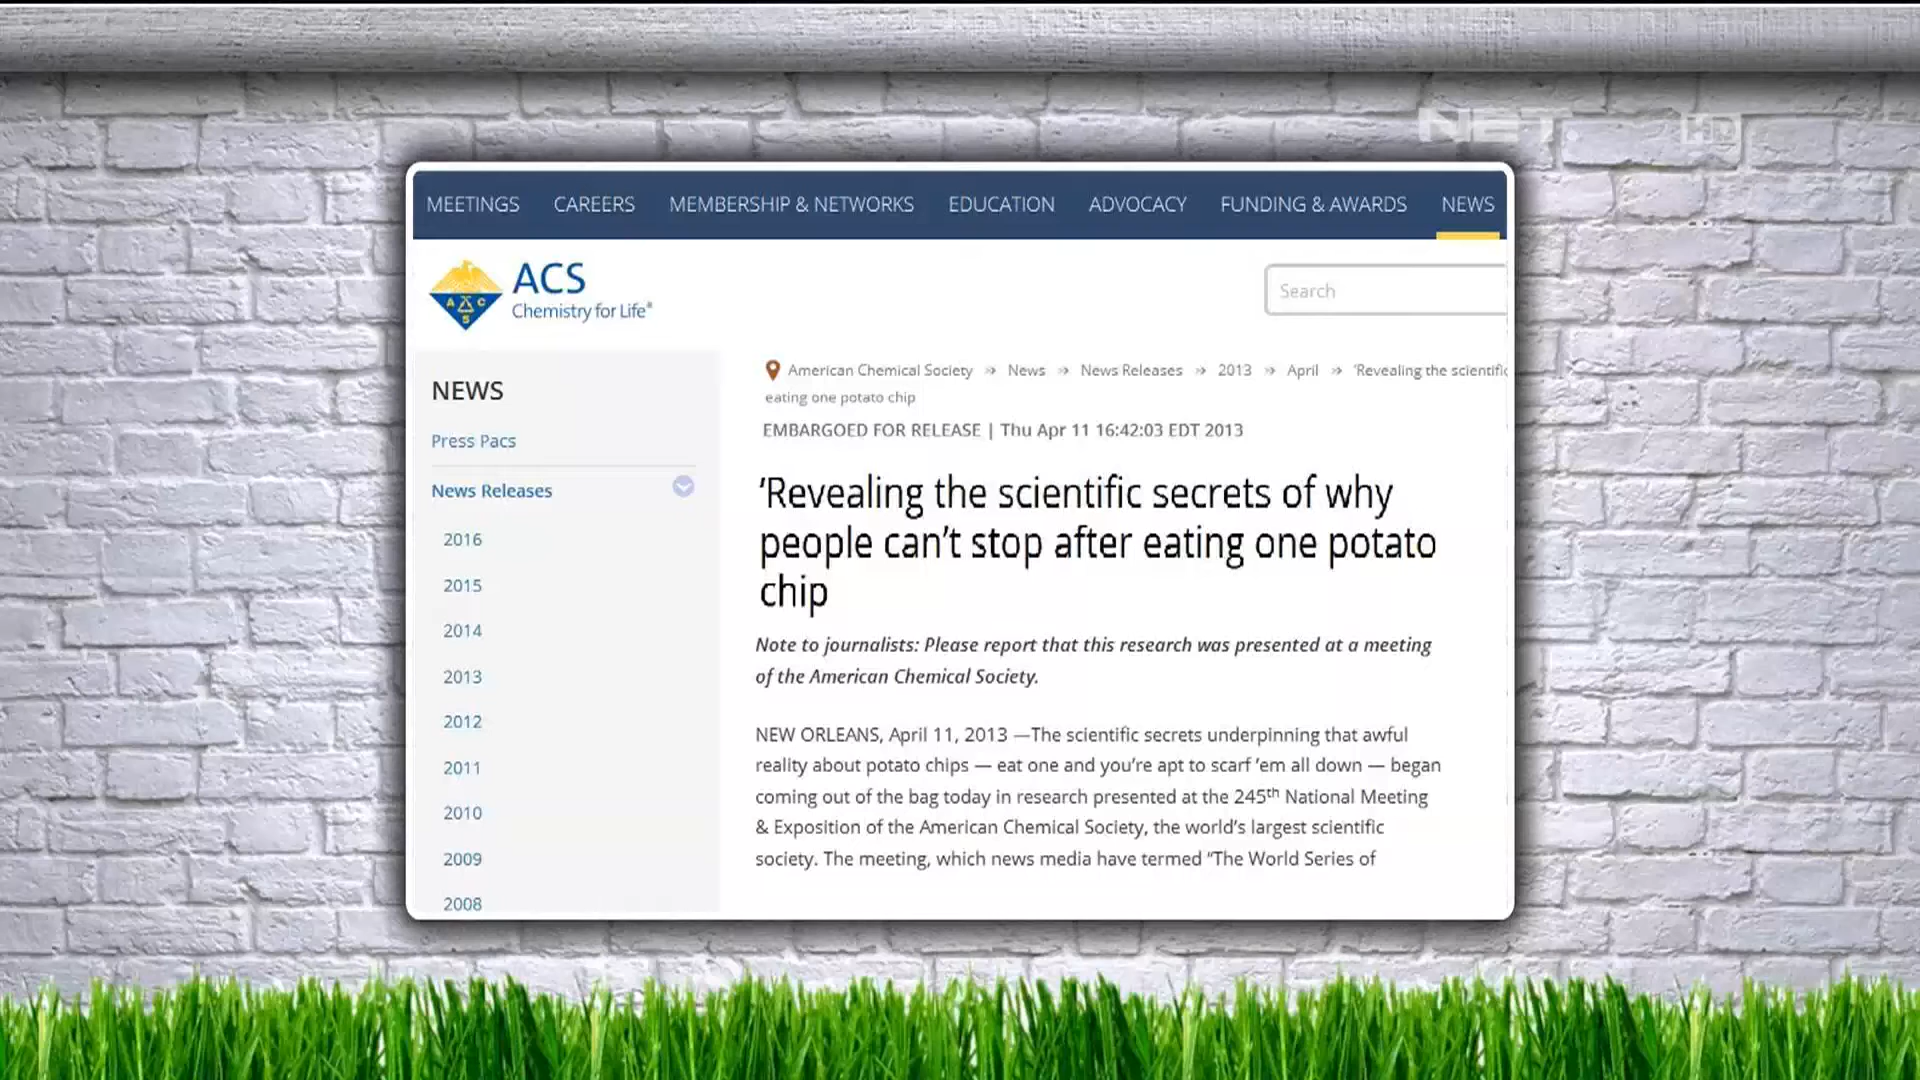 NET.
HD
MEETINGS CAREERS MEMBERSHIP & NETWORKS EDUCATION ADVOCACY FUNDING & AWARDS NEWS
ACS
Chemistry for Life®
A C S
Search
NEWS
Press Pacs
News Releases
2016
2015
2014
2013
2012
2011
2010
2009
2008
American Chemical Society » News » News Releases » 2013 » April » ‘Revealing the scientific
eating one potato chip
EMBARGOED FOR RELEASE | Thu Apr 11 16:42:03 EDT 2013
‘Revealing the scientific secrets of why
people can’t stop after eating one potato
chip
Note to journalists: Please report that this research was presented at a meeting
of the American Chemical Society.
NEW ORLEANS, April 11, 2013 —The scientific secrets underpinning that awful
reality about potato chips — eat one and you’re apt to scarf ’em all down — began
coming out of the bag today in research presented at the 245th National Meeting
& Exposition of the American Chemical Society, the world’s largest scientific
society. The meeting, which news media have termed “The World Series of